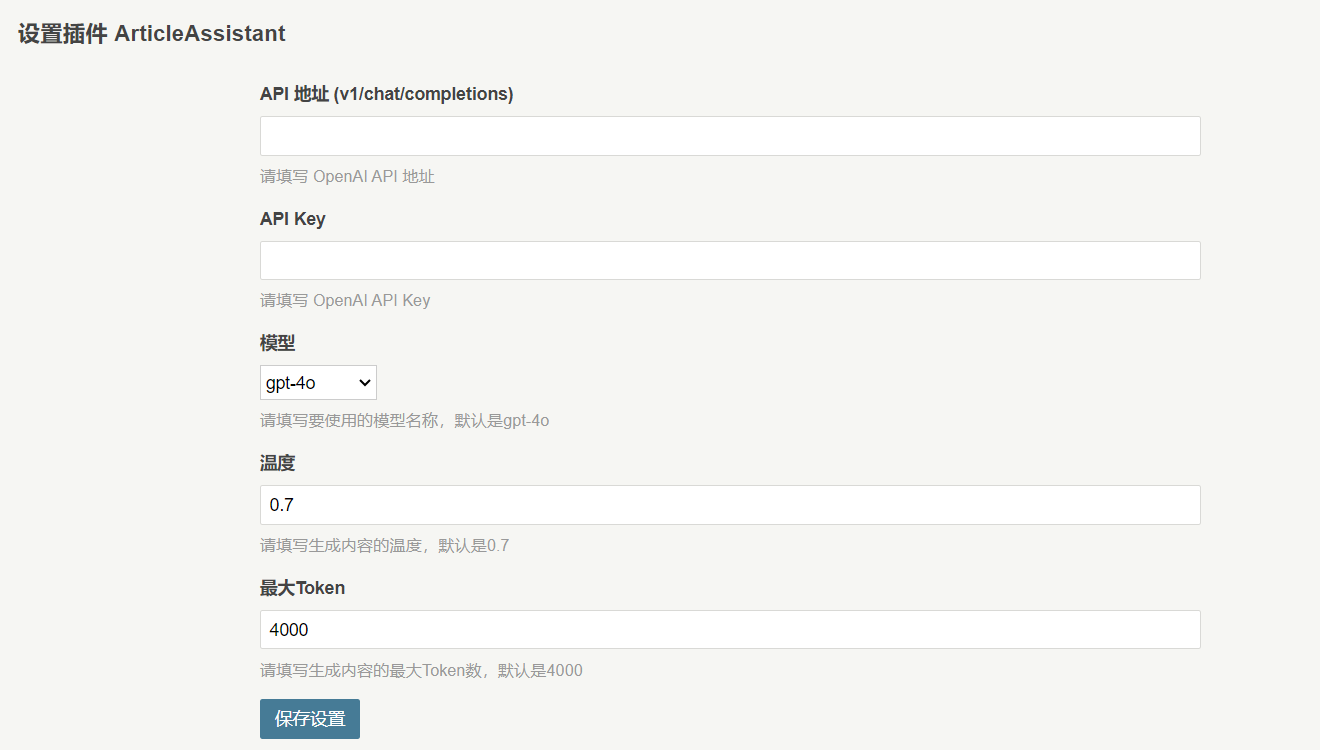 设置插件 ArticleAssistant
API 地址 (v1/chat/completions)
请填写 OpenAI API 地址
API Key
请填写 OpenAI API Key
模型
gpt-4o
请填写要使用的模型名称，默认是gpt-4o
温度
0.7
请填写生成内容的温度，默认是0.7
最大Token
4000
请填写生成内容的最大Token数，默认是4000
保存设置